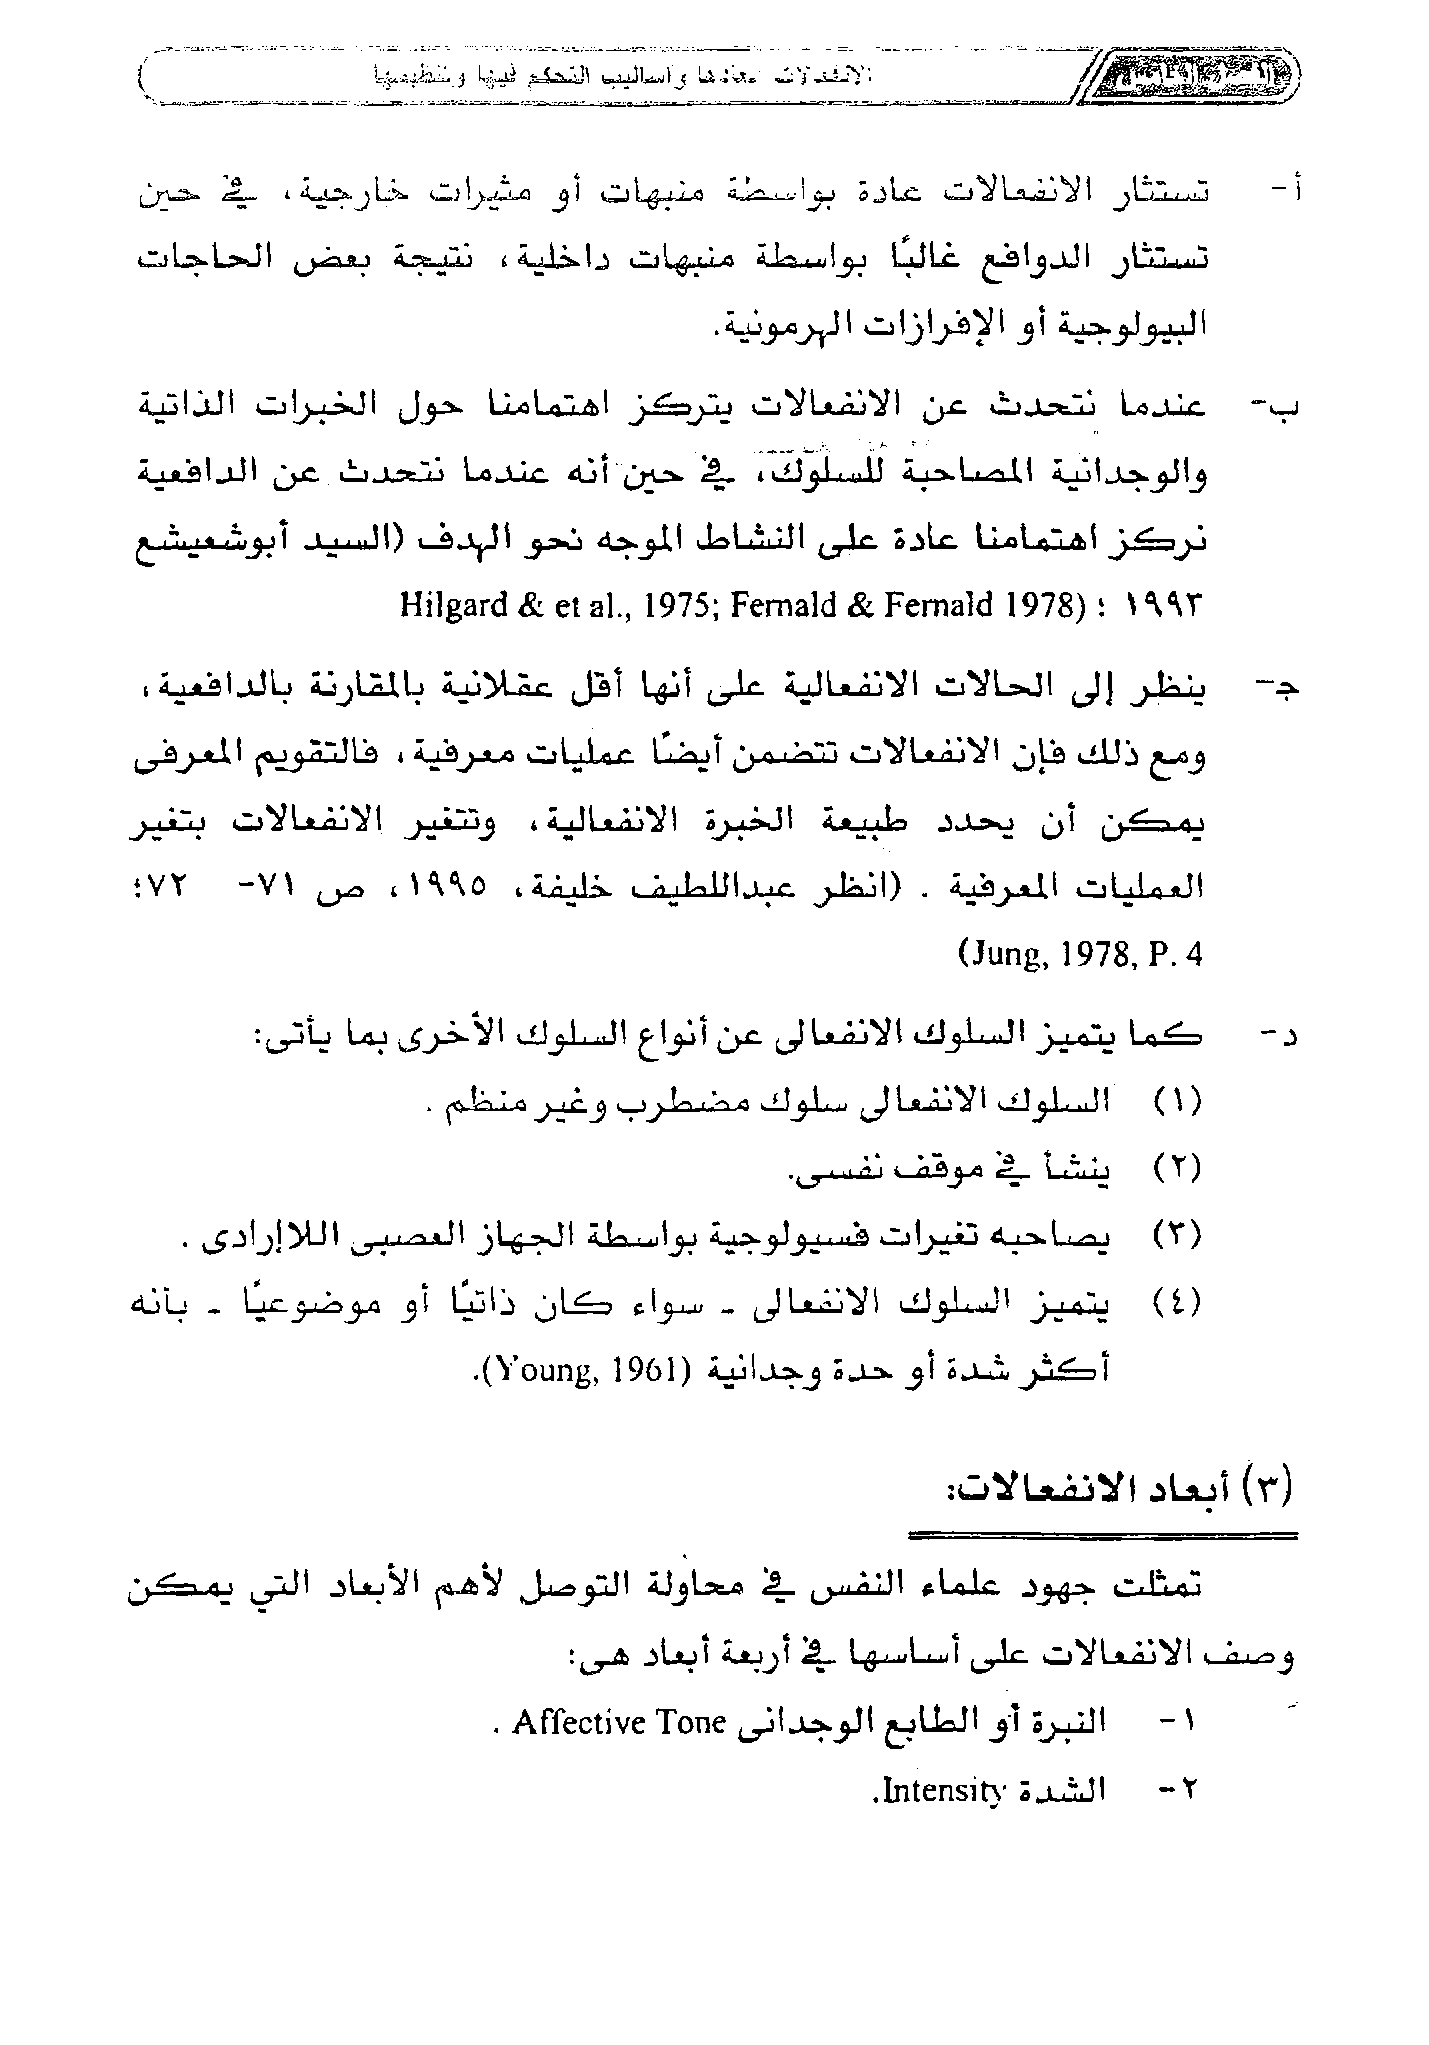 الانفعالات معناها وأساليب التحكم فيها وتنظيمها
أ- تستثار الانفعالات عادة بواسطة منبهات أو مثيرات خارجية، في حين
تستثار الدوافع غالبًا بواسطة منبهات داخلية، نتيجة بعض الحاجات
البيولوجية أو الإفرازات الهرمونية.
ب- عندما نتحدث عن الانفعالات يتركز اهتمامنا حول الخبرات الذاتية
والوجدانية المصاحبة للسلوك، في حين أنه عندما نتحدث عن الدافعية
نركز اهتمامنا عادة على النشاط الموجه نحو الهدف (السيد أبوشعيشع
١٩٩٣ ؛ Hilgard & et al., 1975; Fernald & Fernald 1978)
ج- ينظر إلى الحالات الانفعالية على أنها أقل عقلانية بالمقارنة بالدافعية،
ومع ذلك فإن الانفعالات تتضمن أيضًا عمليات معرفية، فالتقويم المعرفى
يمكن أن يحدد طبيعة الخبرة الانفعالية، وتتغير الانفعالات بتغير
العمليات المعرفية . (انظر عبداللطيف خليفة، ١٩٩٥، ص ٧١- ٧٢؛
(Jung, 1978, P. 4
د- كما يتميز السلوك الانفعالى عن أنواع السلوك الأخرى بما يأتى:
(١) السلوك الانفعالى سلوك مضطرب وغير منظم .
(٢) ينشأ في موقف نفسى.
(٣) يصاحبه تغيرات فسيولوجية بواسطة الجهاز العصبى اللاإرادى .
(٤) يتميز السلوك الانفعالى - سواء كان ذاتيًا أو موضوعيًا - بأنه
أكثر شدة أو حدة وجدانية (Young, 1961).
(٣) أبعاد الانفعالات:
تمثلت جهود علماء النفس في محاولة التوصل لأهم الأبعاد التي يمكن
وصف الانفعالات على أساسها في أربعة أبعاد هى:
١- النبرة أو الطابع الوجدانى Affective Tone .
٢- الشدة Intensity.